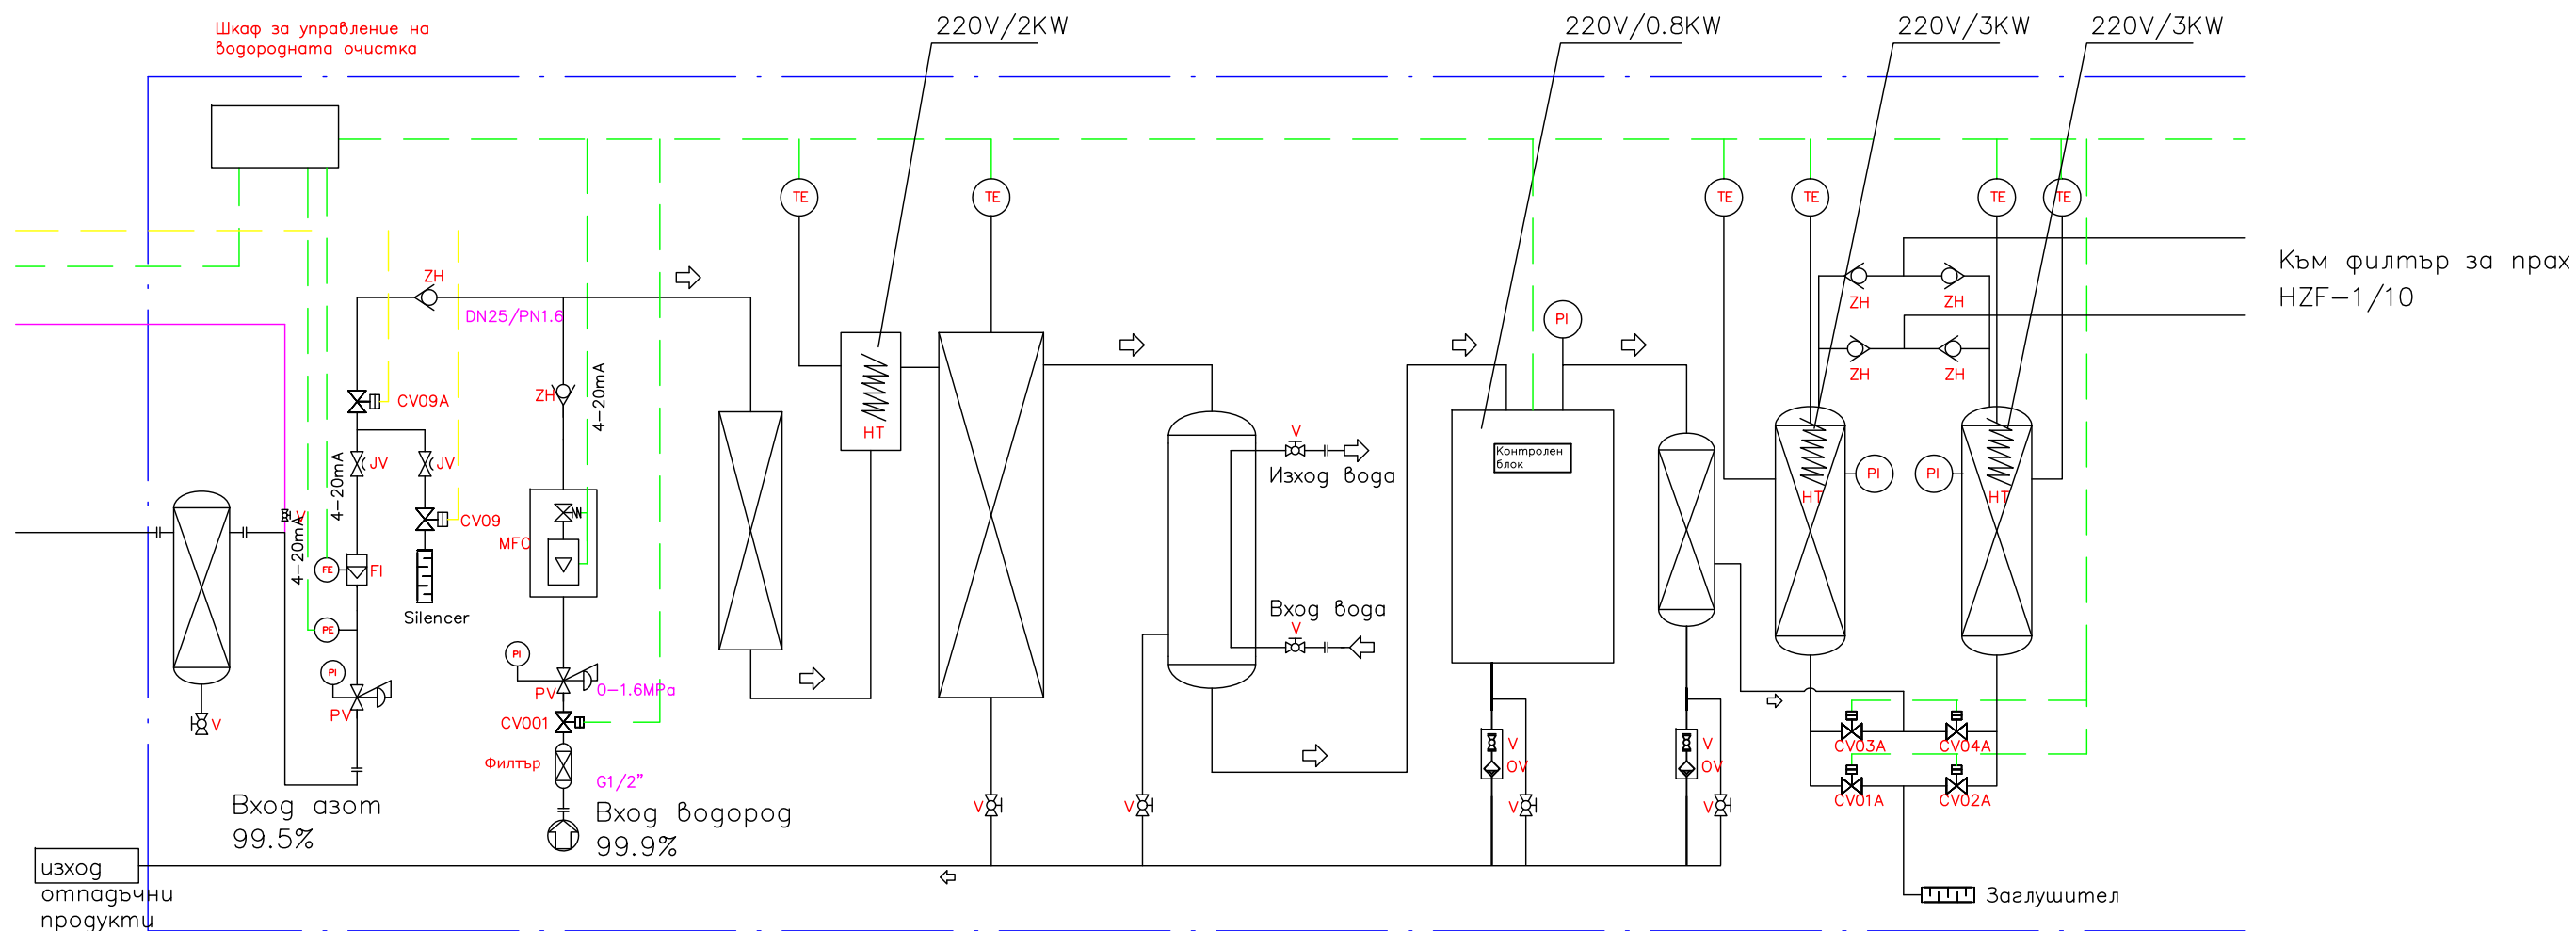 Шкаф за управление на
водородната очистка
220V/2KW
220V/0.8KW
220V/3KW
220V/3KW
TE
TE
TE
TE
TE
TE
Към филтър за прах
HZF-1/10
ZH
DN25/PN1.6
ZH
ZH
ZH
ZH
PI
ZH
4-20mA
CV09A
HT
Контролен
блок
V
Изход вода
JV
JV
4-20mA
PI
PI
HT
HT
V
4-20mA
CV09
MFC
FE
FI
Silencer
PE
Вход вода
V
PI
PV
PI
PV
0-1.6MPa
V
CV001
Филтър
G1/2"
CV03A
CV04A
V
OV
V
OV
CV01A
CV02A
V
V
V
V
Вход азот
99.5%
Вход водород
99.9%
изход
отпадъчни
продукти
Заглушител